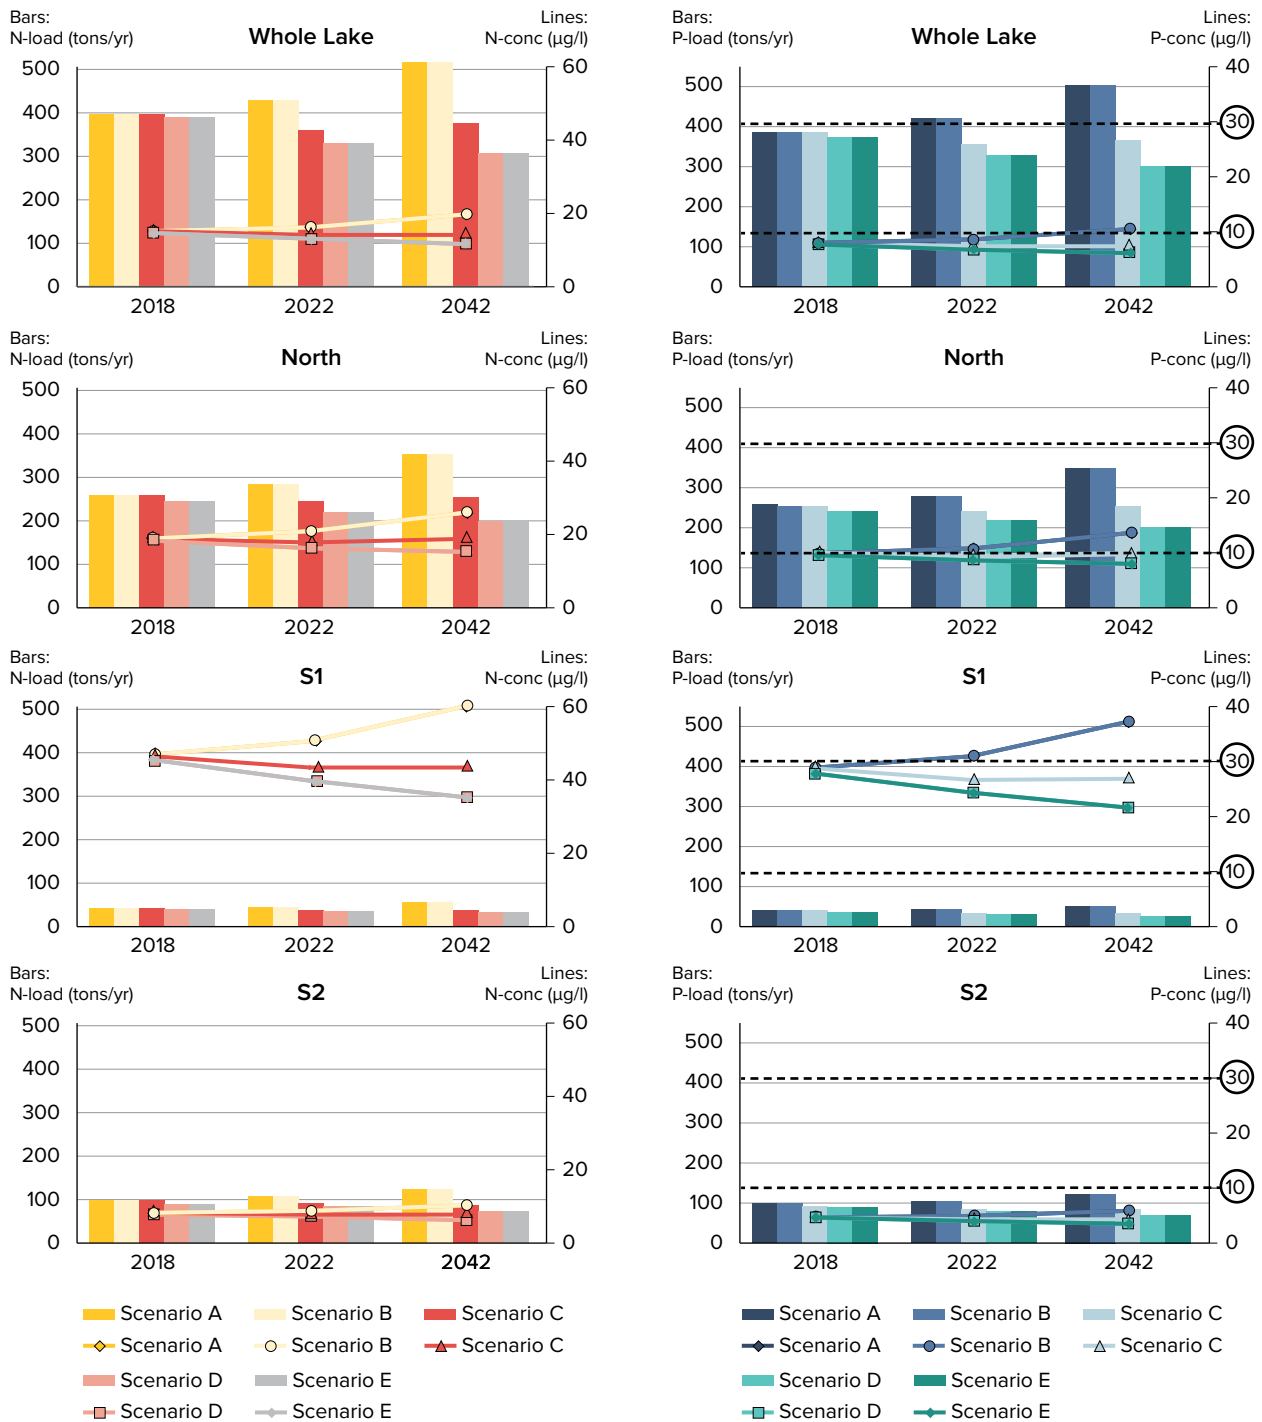 Bars:
N-load (tons/yr)
Whole Lake
Lines:
N-conc (µg/l)
500
400
300
200
100
0
60
40
20
0
2018 2022 2042
Bars:
P-load (tons/yr)
Whole Lake
Lines:
P-conc (µg/l)
500
400
300
200
100
0
40
30
20
10
0
2018 2022 2042
Bars:
N-load (tons/yr)
North
Lines:
N-conc (µg/l)
500
400
300
200
100
0
60
40
20
0
2018 2022 2042
Bars:
P-load (tons/yr)
North
Lines:
P-conc (µg/l)
500
400
300
200
100
0
40
30
20
10
0
2018 2022 2042
Bars:
N-load (tons/yr)
S1
Lines:
N-conc (µg/l)
500
400
300
200
100
0
60
40
20
0
2018 2022 2042
Bars:
P-load (tons/yr)
S1
Lines:
P-conc (µg/l)
500
400
300
200
100
0
40
30
20
10
0
2018 2022 2042
Bars:
N-load (tons/yr)
S2
Lines:
N-conc (µg/l)
500
400
300
200
100
0
60
40
20
0
2018 2022 2042
Bars:
P-load (tons/yr)
S2
Lines:
P-conc (µg/l)
500
400
300
200
100
0
40
30
20
10
0
2018 2022 2042
Scenario A Scenario B Scenario C
Scenario A Scenario B Scenario C
Scenario D Scenario E
Scenario D Scenario E
Scenario A Scenario B Scenario C
Scenario A Scenario B Scenario C
Scenario D Scenario E
Scenario D Scenario E